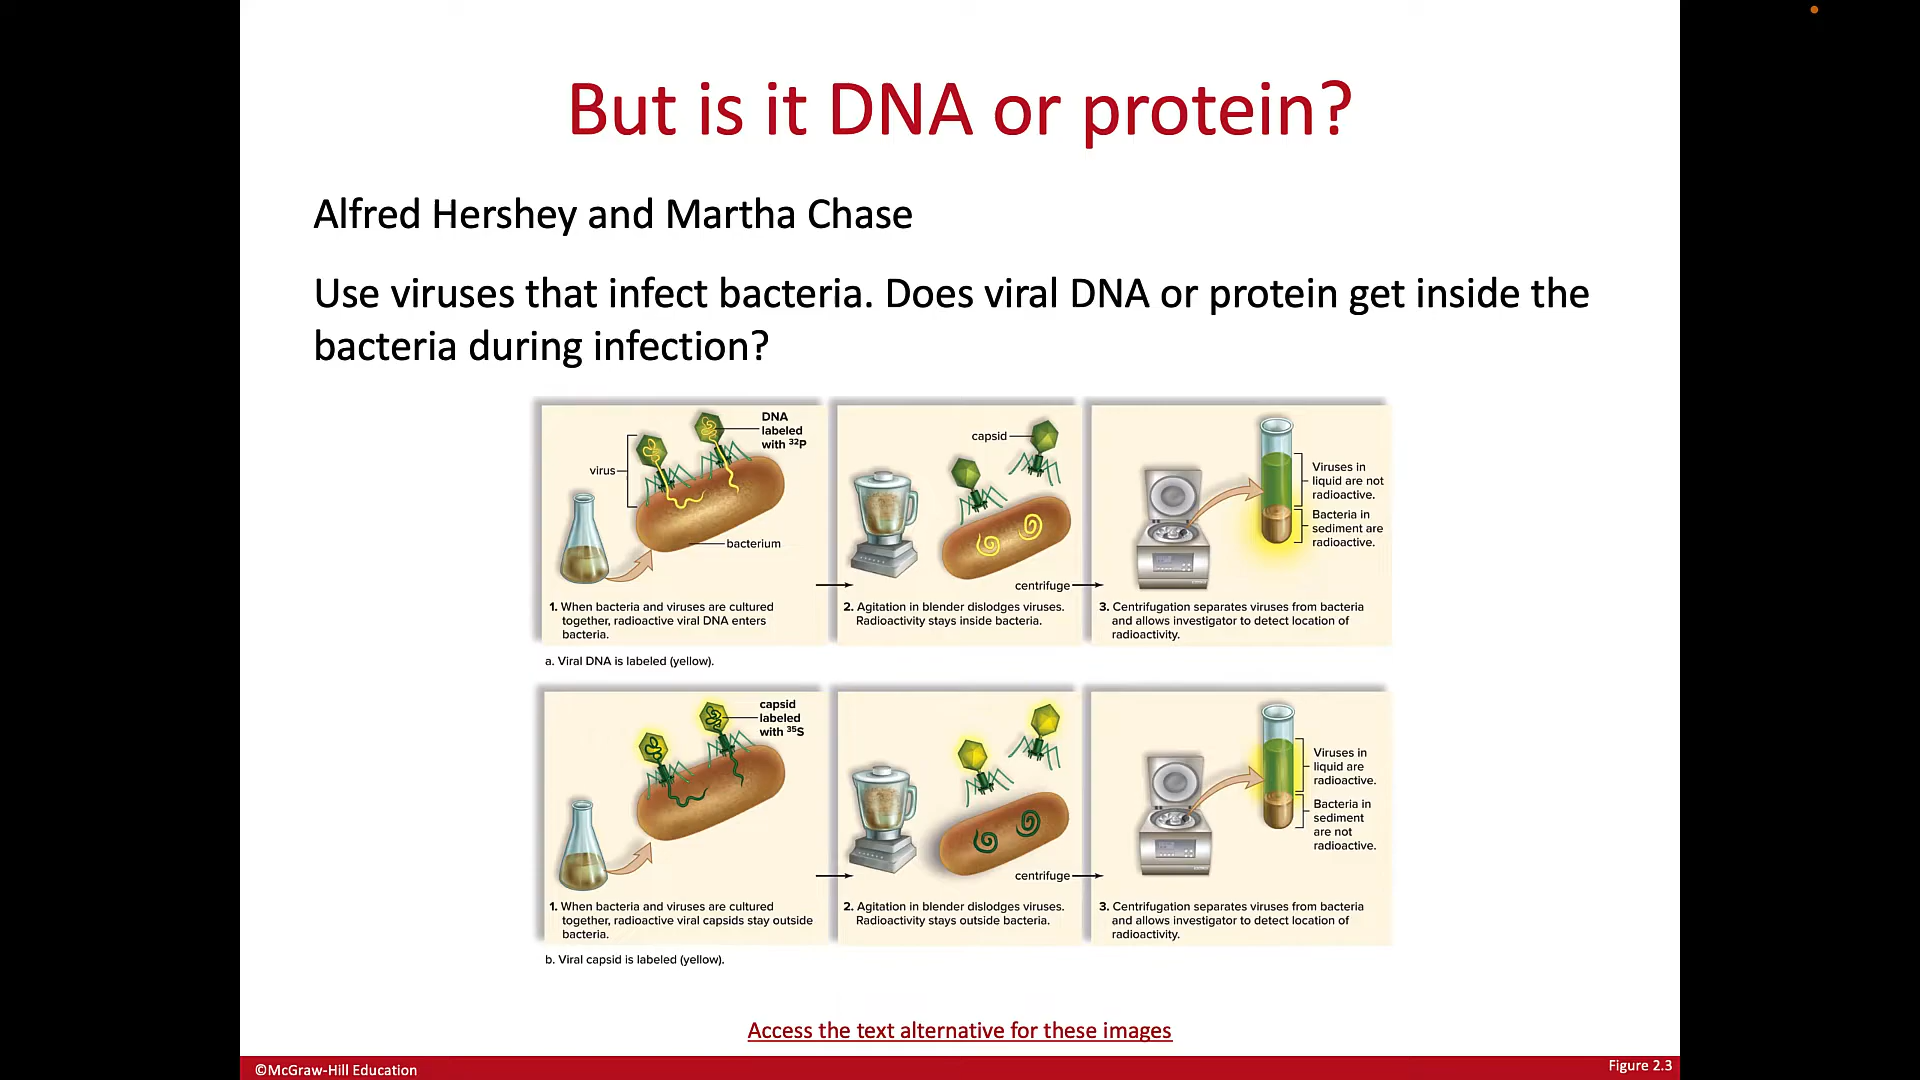 But is it DNA or protein?
Alfred Hershey and Martha Chase
Use viruses that infect bacteria. Does viral DNA or protein get inside the
bacteria during infection?
DNA
labeled
with ³²P
virus
bacterium
1. When bacteria and viruses are cultured
together, radioactive viral DNA enters
bacteria.
capsid
centrifuge
2. Agitation in blender dislodges viruses.
Radioactivity stays inside bacteria.
Viruses in
liquid are not
radioactive.
Bacteria in
sediment are
radioactive.
3. Centrifugation separates viruses from bacteria
and allows investigator to detect location of
radioactivity.
a. Viral DNA is labeled (yellow).
capsid
labeled
with ³⁵S
1. When bacteria and viruses are cultured
together, radioactive viral capsids stay outside
bacteria.
centrifuge
2. Agitation in blender dislodges viruses.
Radioactivity stays outside bacteria.
Viruses in
liquid are
radioactive.
Bacteria in
sediment
are not
radioactive.
3. Centrifugation separates viruses from bacteria
and allows investigator to detect location of
radioactivity.
b. Viral capsid is labeled (yellow).
Access the text alternative for these images
©McGraw-Hill Education
Figure 2.3